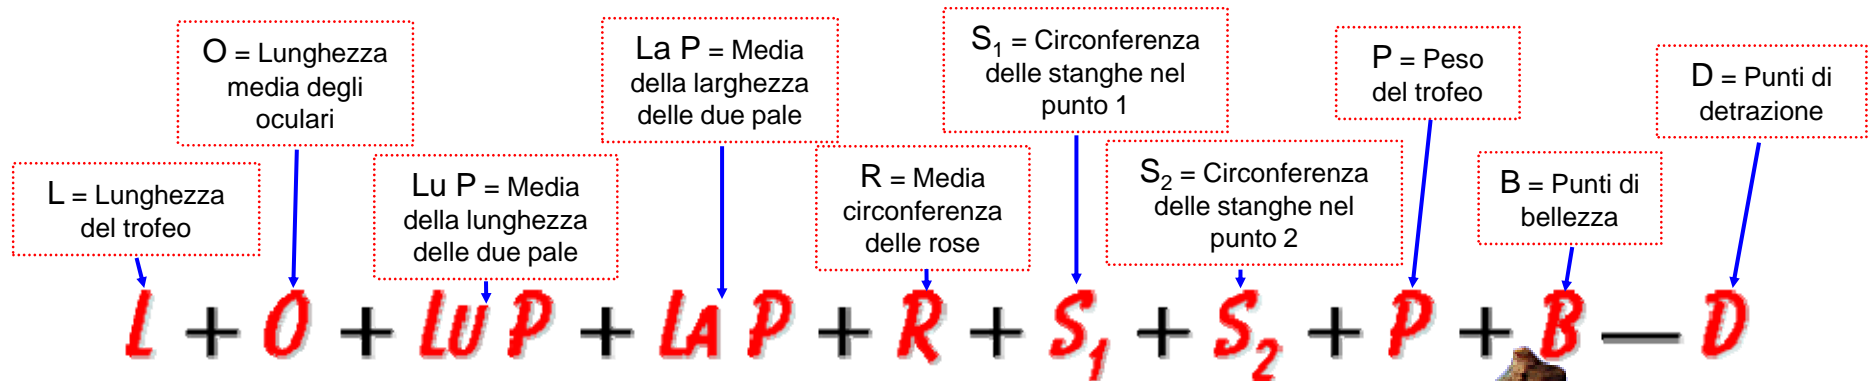 L = Lunghezza
del trofeo
O = Lunghezza
media degli
oculari
Lu P = Media
della lunghezza
delle due pale
La P = Media
della larghezza
delle due pale
R = Media
circonferenza
delle rose
S₁ = Circonferenza
delle stanghe nel
punto 1
S₂ = Circonferenza
delle stanghe nel
punto 2
P = Peso
del trofeo
B = Punti di
bellezza
D = Punti di
detrazione
L + O + LU P + LA P + R + S₁ + S₂ + P + B — D